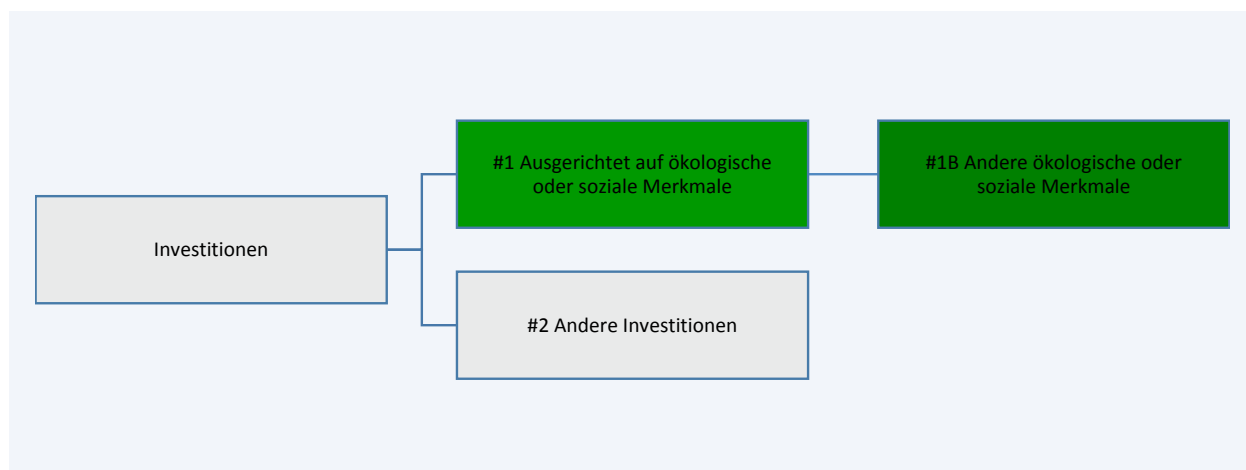 Investitionen
#1 Ausgerichtet auf ökologische
oder soziale Merkmale
#1B Andere ökologische oder
soziale Merkmale
#2 Andere Investitionen